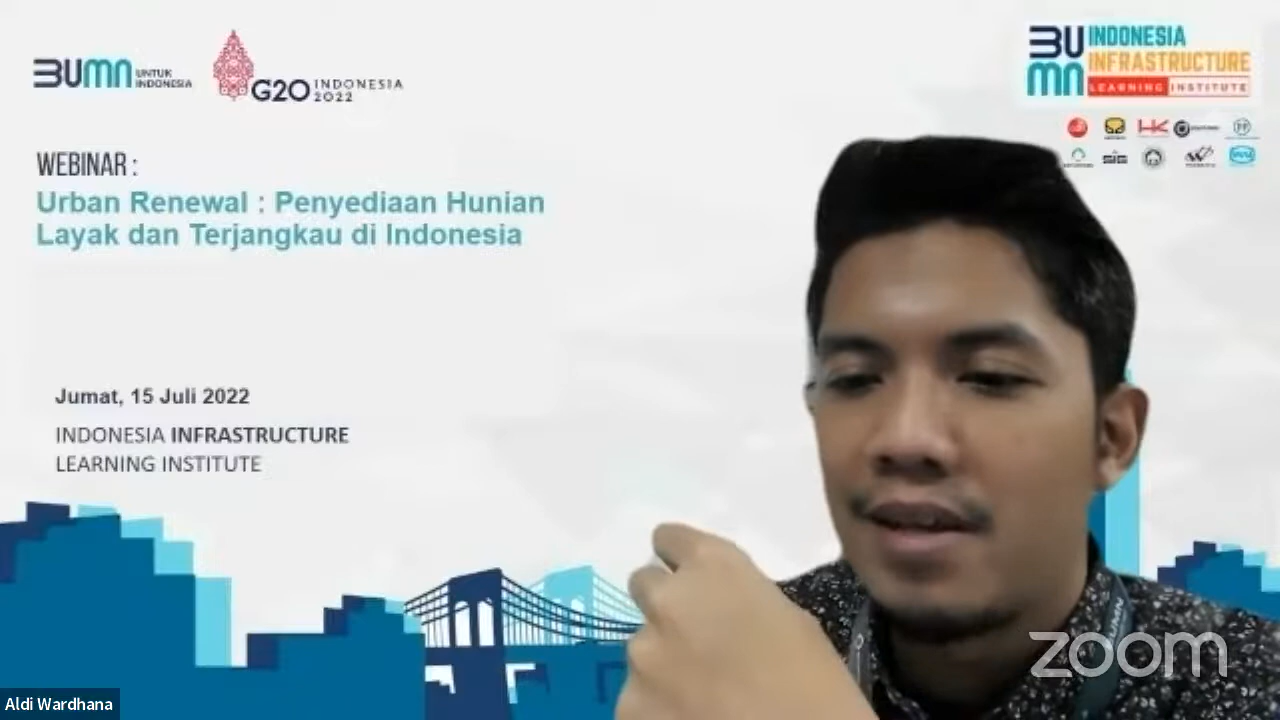 BUMN UNTUK
INDONESIA
G20 INDONESIA
2022
BUMN INDONESIA
INFRASTRUCTURE
LEARNING INSTITUTE
HK
SIG
WEBINAR :
Urban Renewal : Penyediaan Hunian
Layak dan Terjangkau di Indonesia
Jumat, 15 Juli 2022
INDONESIA INFRASTRUCTURE
LEARNING INSTITUTE
zoom
Aldi Wardhana